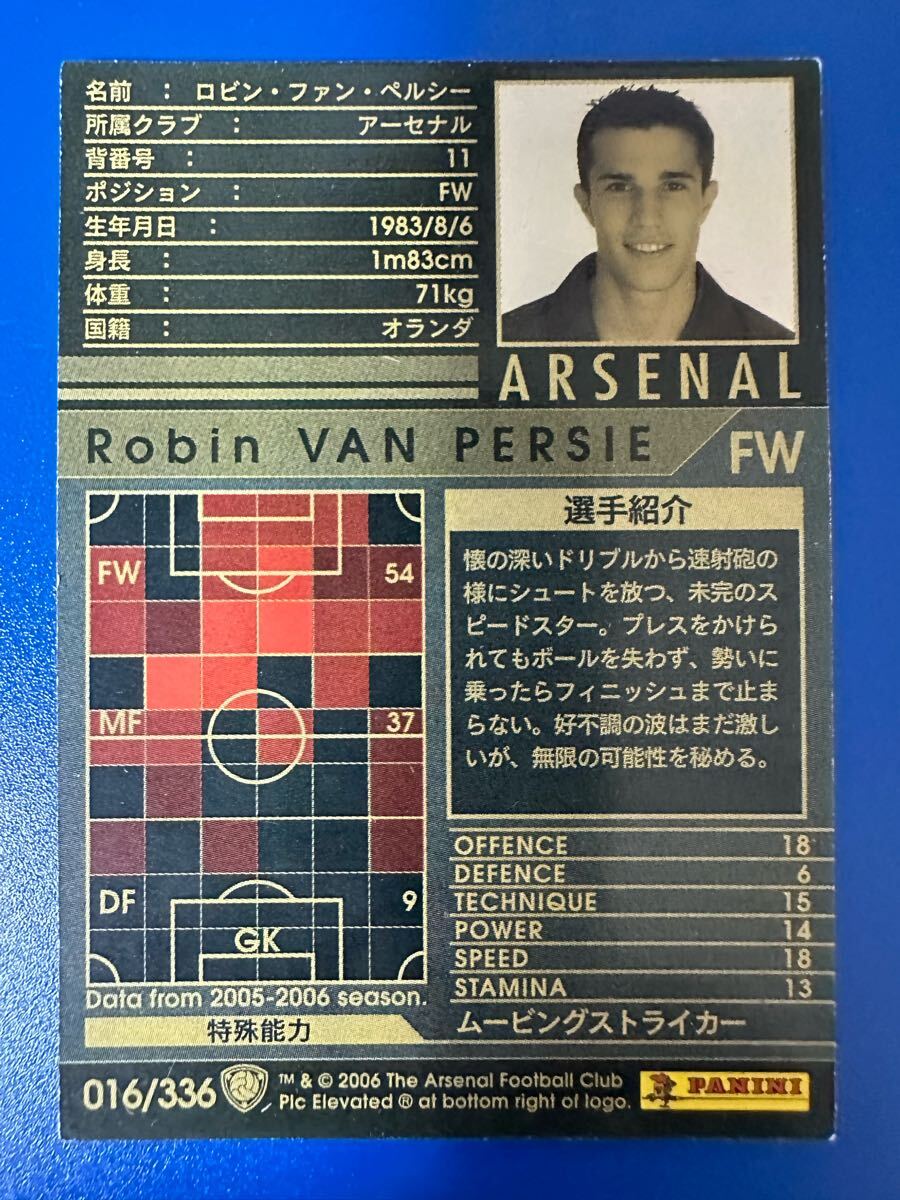 名前 : ロビン・ファン・ペルシー
所属クラブ : アーセナル
背番号 : 11
ポジション : FW
生年月日 : 1983/8/6
身長 : 1m83cm
体重 : 71kg
国籍 : オランダ
ARSENAL
Robin VAN PERSIE
FW
FW 54
MF 37
DF 9
GK
Data from 2005-2006 season.
特殊能力
選手紹介
懐の深いドリブルから速射砲の
様にシュートを放つ、未完のス
ピードスター。プレスをかけら
れてもボールを失わず、勢いに
乗ったらフィニッシュまで止ま
らない。好不調の波はまだ激し
いが、無限の可能性を秘める。
OFFENCE 18
DEFENCE 6
TECHNIQUE 15
POWER 14
SPEED 18
STAMINA 13
ムービングストライカー
016/336
™ & © 2006 The Arsenal Football Club
Plc Elevated ® at bottom right of logo.
PANINI